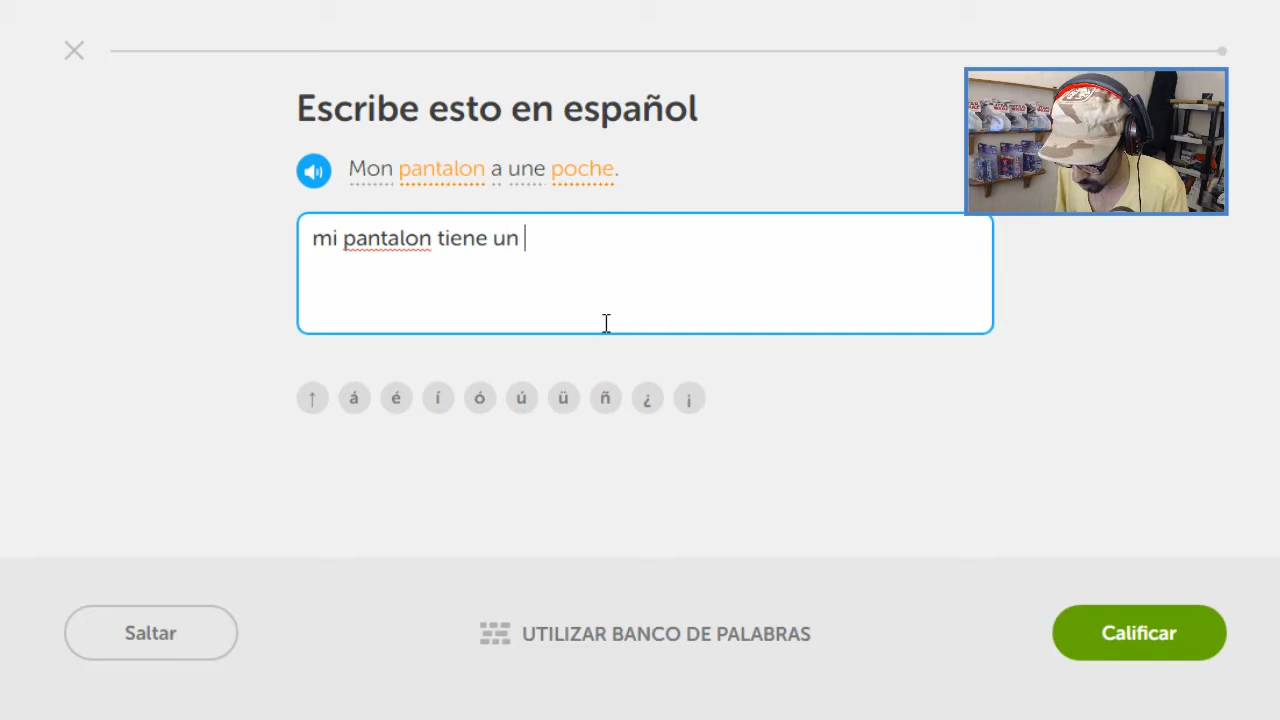 Escribe esto en español
Mon pantalon a une poche.
mi pantalon tiene un
↑ á é í ó ú ü ñ ¿ ¡
Saltar
UTILIZAR BANCO DE PALABRAS
Calificar